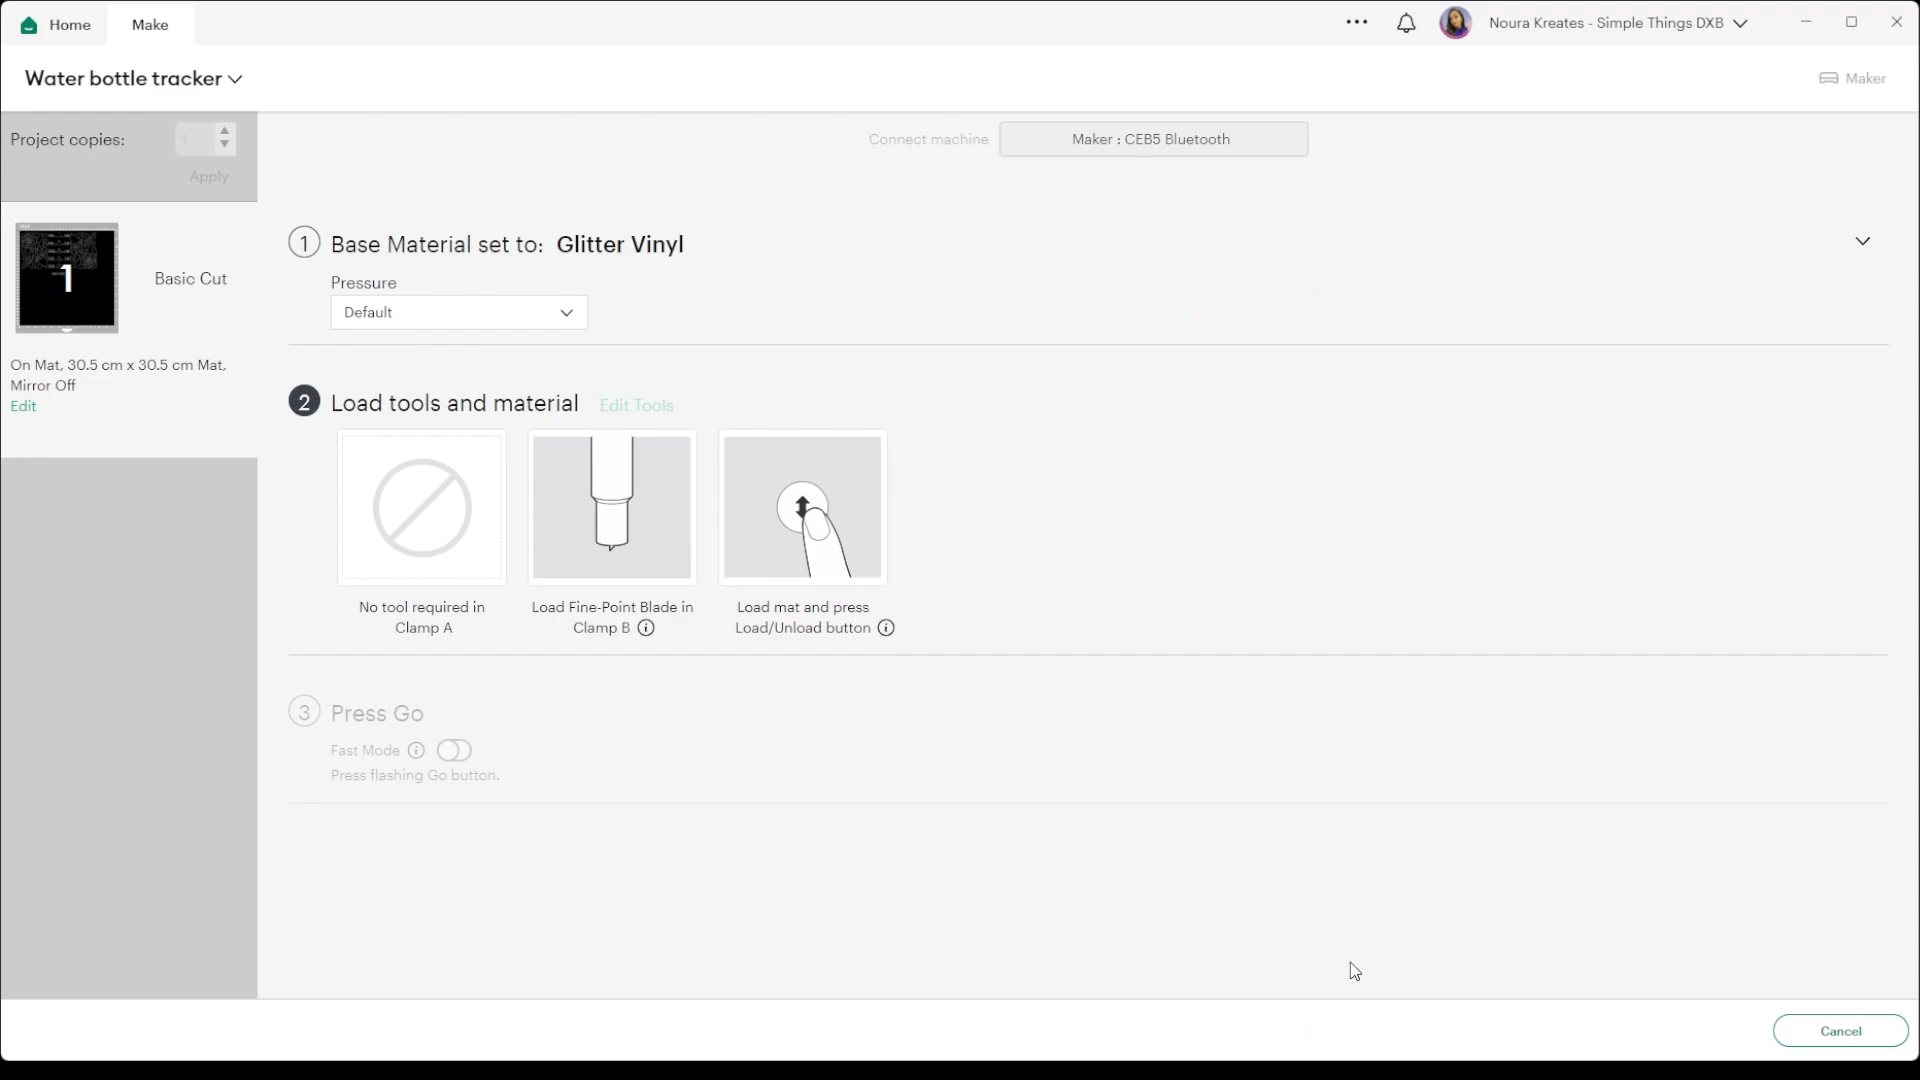 Home
Make
Noura Kreates - Simple Things DXB
Water bottle tracker
Maker
Project copies:
1
Apply
Connect machine
Maker : CEB5 Bluetooth
1
Basic Cut
On Mat, 30.5 cm x 30.5 cm Mat,
Mirror Off
Edit
1 Base Material set to: Glitter Vinyl
Pressure
Default
2 Load tools and material Edit Tools
No tool required in
Clamp A
Load Fine-Point Blade in
Clamp B
Load mat and press
Load/Unload button
3 Press Go
Fast Mode
Press flashing Go button.
Cancel